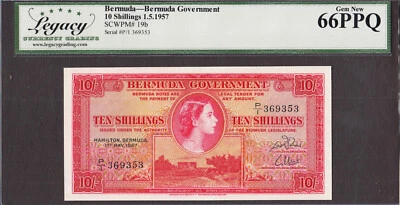 Legacy
CURRENCY GRADING
www.legacygrading.com
Bermuda—Bermuda Government
10 Shillings 1.5.1957
SCWPM# 19b
Serial #P/1 369353
Gem New
66PPQ
10/-
BERMUDA GOVERNMENT
10/-
THESE NOTES ARE LEGAL TENDER FOR
THE PAYMENT OF ANY AMOUNT.
P/1 369353
TEN SHILLINGS
TEN SHILLINGS
ISSUED UNDER THE AUTHORITY OF THE BERMUDA LEGISLATURE.
HAMILTON, BERMUDA.
1ST MAY, 1957
P/1 369353
10/-
10/-